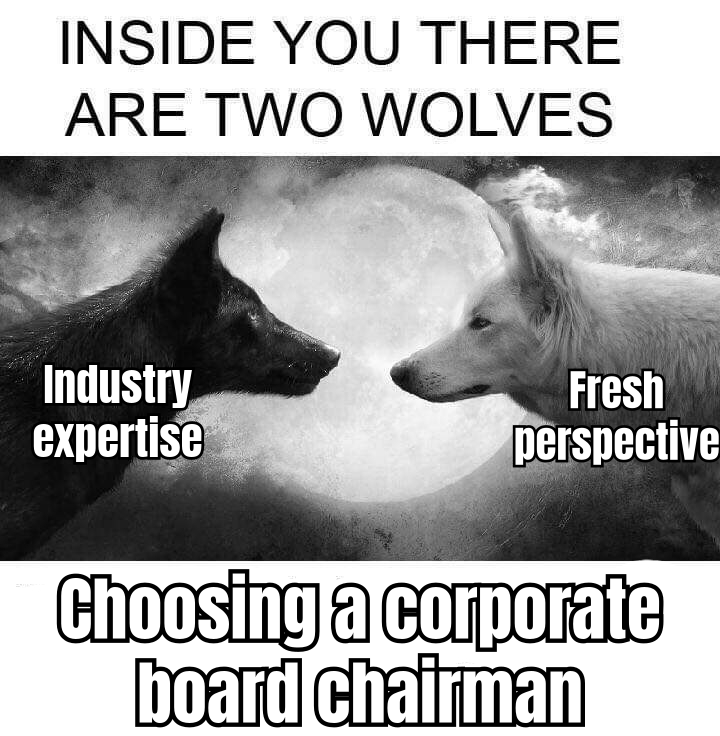 INSIDE YOU THERE
ARE TWO WOLVES
Industry
expertise
Fresh
perspective
Choosing a corporate
board chairman